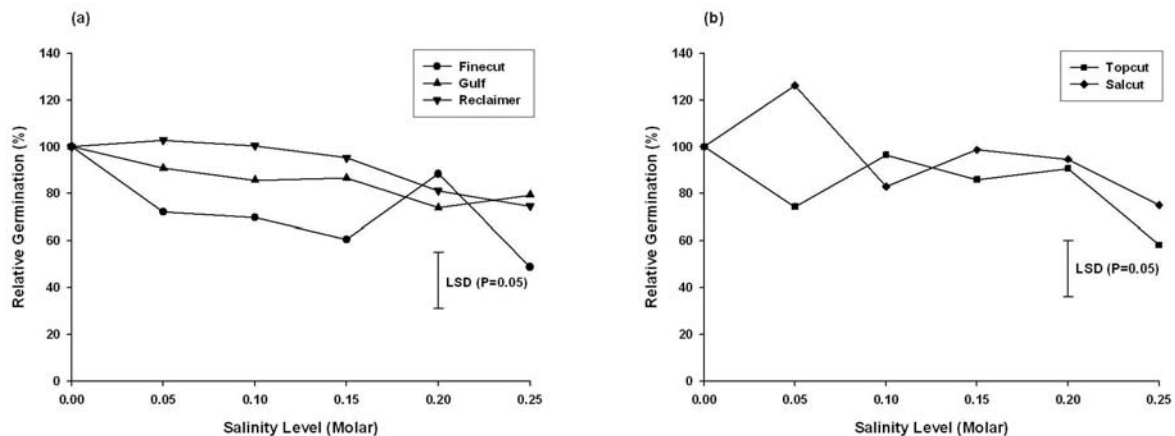 (a)
140
120
100
80
60
40
20
0
Relative Germination (%)
Finecut
Gulf
Reclaimer
LSD (P=0.05)
0.00 0.05 0.10 0.15 0.20 0.25
Salinity Level (Molar)
(b)
140
120
100
80
60
40
20
0
Relative Germination (%)
Topcut
Salcut
LSD (P=0.05)
0.00 0.05 0.10 0.15 0.20 0.25
Salinity Level (Molar)